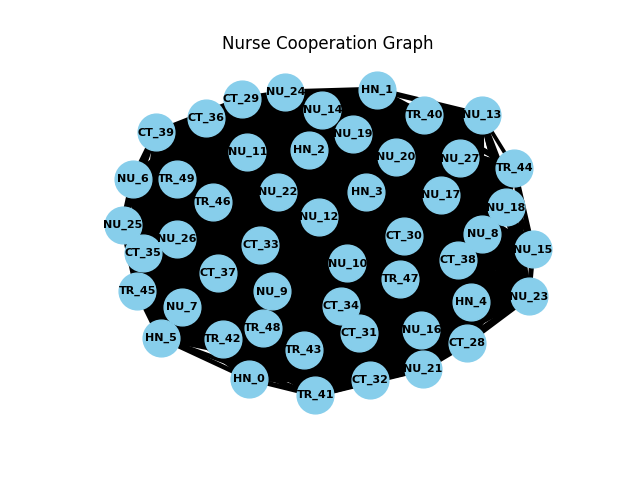 Nurse Cooperation Graph
NU_24
HN_1
CT_29
NU_14
CT_36
TR_40
NU_13
CT_39
NU_19
NU_11
HN_2
NU_20
NU_27
TR_44
NU_6
TR_49
NU_22
HN_3
NU_17
TR_46
NU_18
NU_12
NU_25
NU_26
CT_30
NU_8
CT_33
NU_15
CT_35
CT_38
NU_10
CT_37
TR_47
TR_45
NU_9
NU_23
NU_7
CT_34
HN_4
TR_48
CT_31
NU_16
HN_5
TR_42
CT_28
TR_43
HN_0
CT_32
NU_21
TR_41